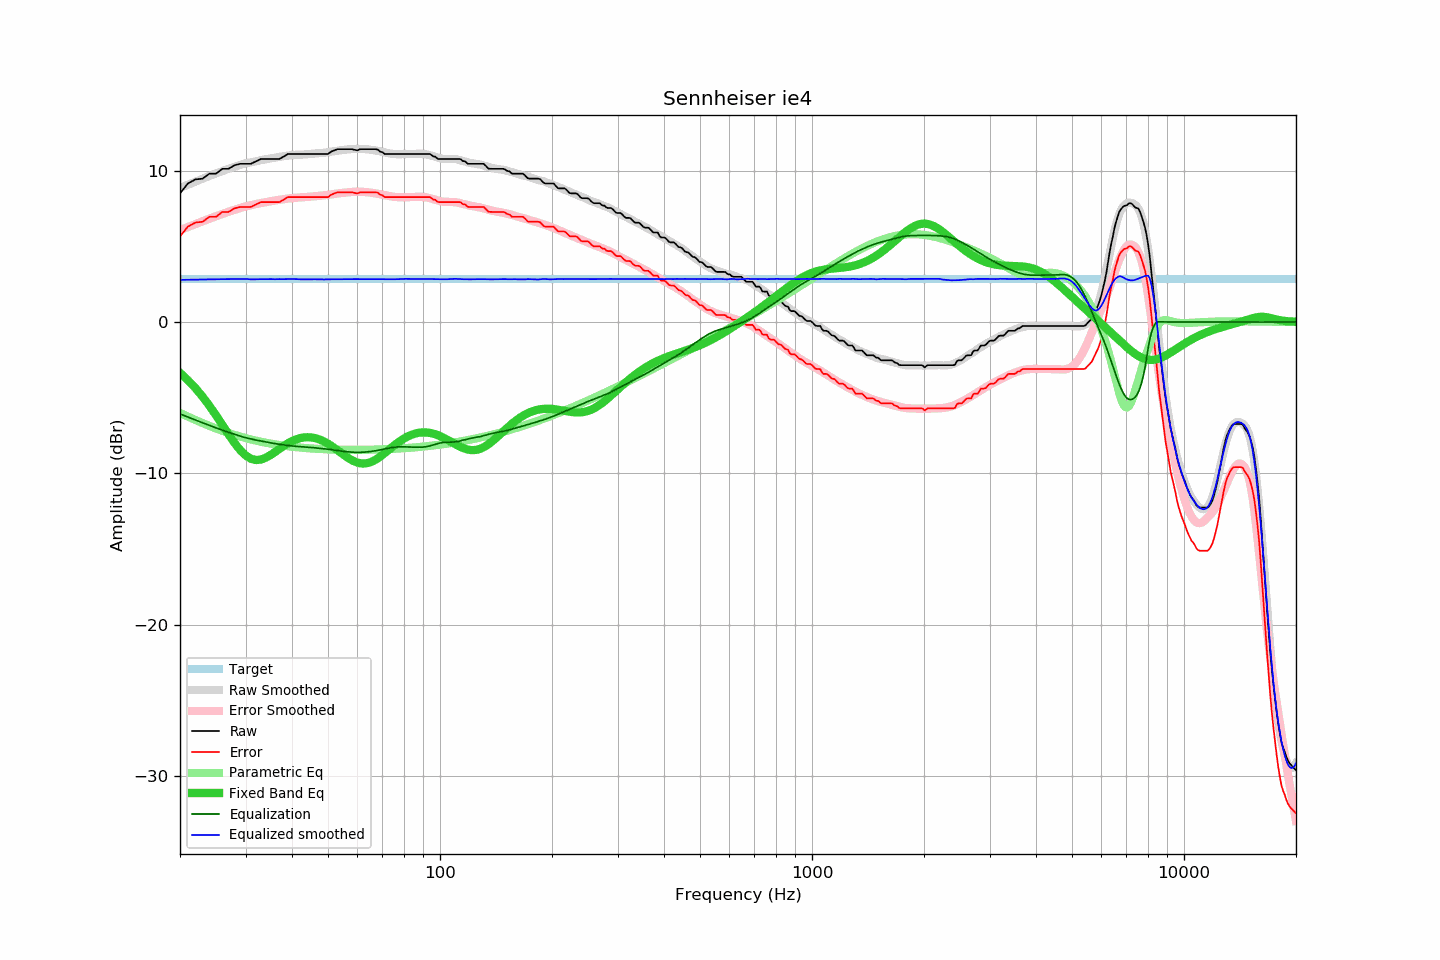 Sennheiser ie4
10
0
−10
−20
−30
Amplitude (dBr)
Target
Raw Smoothed
Error Smoothed
Raw
Error
Parametric Eq
Fixed Band Eq
Equalization
Equalized smoothed
100
1000
10000
Frequency (Hz)